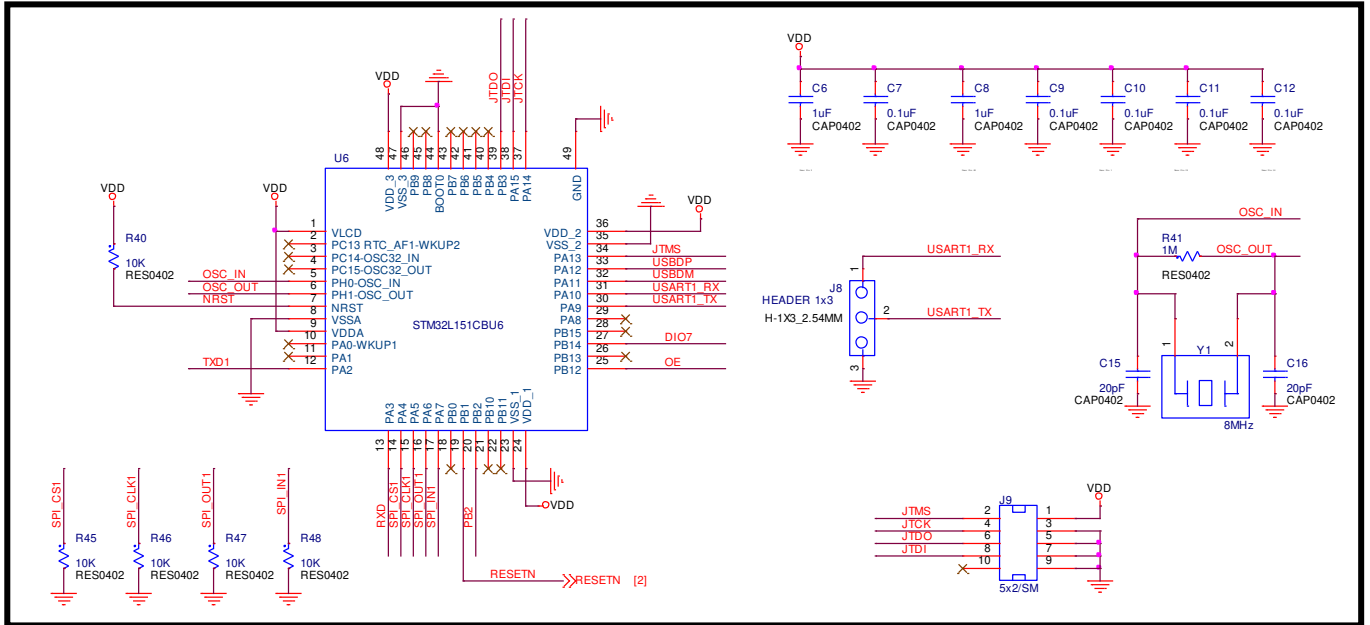 VDD
JTDO
JTDI
JTCK
48
47
46
45
44
43
42
41
40
39
38
37
49
U6
VDD_3
VSS_3
PB9
PB8
BOOT0
PB7
PB6
PB5
PB4
PB3
PA15
PA14
GND
VDD
R40
10K
RES0402
VDD
OSC_IN
OSC_OUT
NRST
TXD1
1 VLCD
2 PC13 RTC_AF1-WKUP2
3 PC14-OSC32_IN
4 PC15-OSC32_OUT
5 PH0-OSC_IN
6 PH1-OSC_OUT
7 NRST
8 VSSA
9 VDDA
10 PA0-WKUP1
11 PA1
12 PA2
STM32L151CBU6
VDD
VDD_2 36
VSS_2 35
PA13 34 JTMS
PA12 33 USBDP
PA11 32 USBDM
PA10 31 USART1_RX
PA9 30 USART1_TX
PA8 29
PB15 28
PB14 27 DIO7
PB13 26
PB12 25 OE
PA3
PA4
PA5
PA6
PA7
PB0
PB1
PB2
PB10
PB11
VSS_1
VDD_1
13
14
15
16
17
18
19
20
21
22
23
24
RXD
SPI_CS1
SPI_CLK1
SPI_OUT1
SPI_IN1
PB2
VDD
RESETN
RESETN [2]
SPI_CS1
SPI_CLK1
SPI_OUT1
SPI_IN1
R45
10K
RES0402
R46
10K
RES0402
R47
10K
RES0402
R48
10K
RES0402
VDD
C6
1uF
CAP0402
C7
0.1uF
CAP0402
C8
1uF
CAP0402
C9
0.1uF
CAP0402
C10
0.1uF
CAP0402
C11
0.1uF
CAP0402
C12
0.1uF
CAP0402
USART1_RX
1
J8
HEADER 1x3
H-1X3_2.54MM
2
USART1_TX
3
OSC_IN
R41
1M
OSC_OUT
RES0402
1
2
Y1
C15
20pF
CAP0402
C16
20pF
CAP0402
8MHz
VDD
J9
JTMS 2 1
JTCK 4 3
JTDO 6 5
JTDI 8 7
10 9
5x2/SM